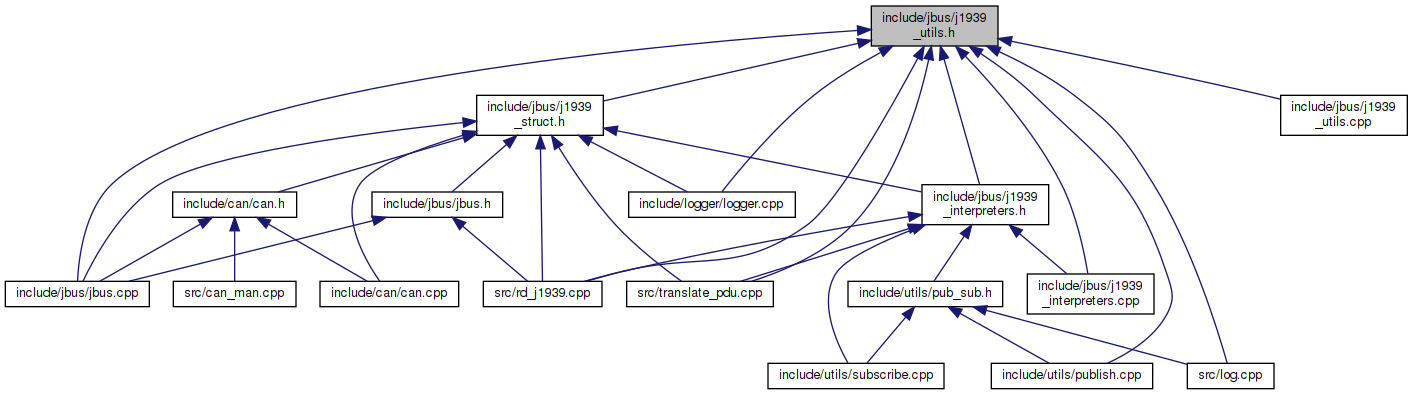 include/jbus/j1939
_utils.h
include/jbus/j1939
_struct.h
include/jbus/j1939
_utils.cpp
include/can/can.h
include/jbus/jbus.h
include/logger/logger.cpp
include/jbus/j1939
_interpreters.h
include/jbus/jbus.cpp
src/can_man.cpp
include/can/can.cpp
src/rd_j1939.cpp
src/translate_pdu.cpp
include/utils/pub_sub.h
include/jbus/j1939
_interpreters.cpp
include/utils/subscribe.cpp
include/utils/publish.cpp
src/log.cpp